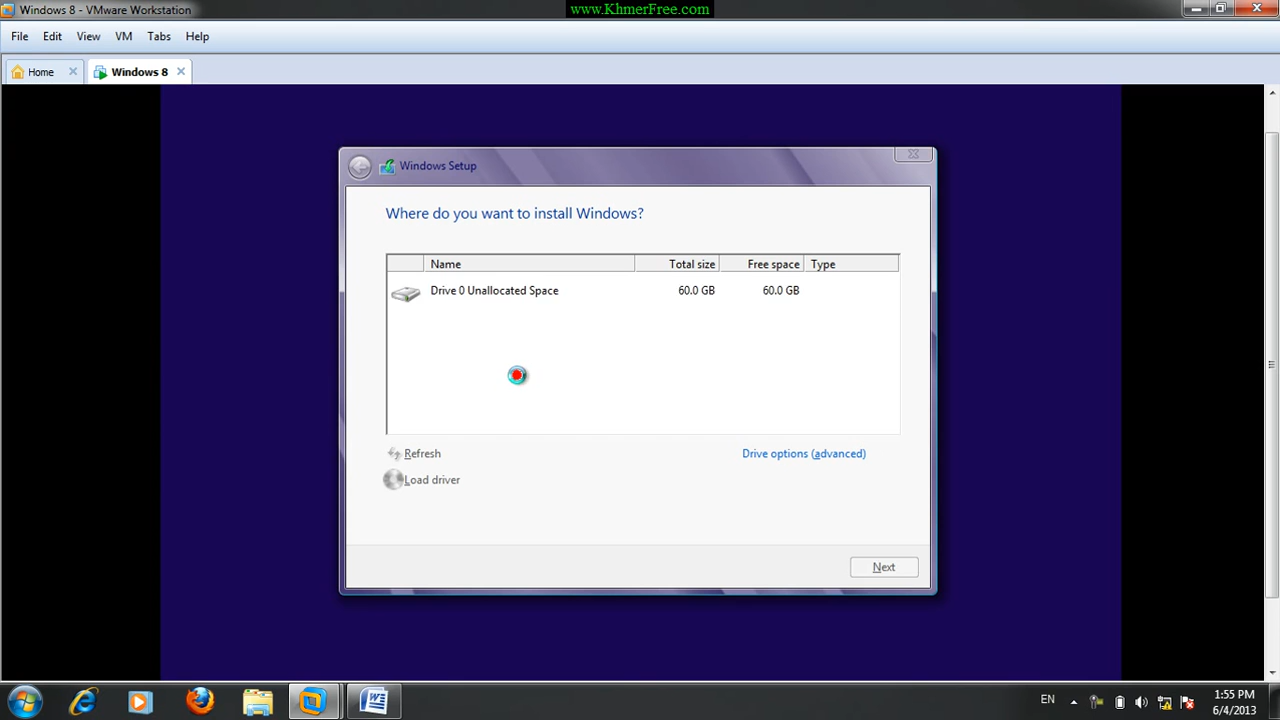 Windows 8 - VMware Workstation
www.KhmerFree.com
File Edit View VM Tabs Help
Home Windows 8
Windows Setup
Where do you want to install Windows?
Name Total size Free space Type
Drive 0 Unallocated Space 60.0 GB 60.0 GB
Refresh Drive options (advanced)
Load driver
Next
EN 1:55 PM
6/4/2013